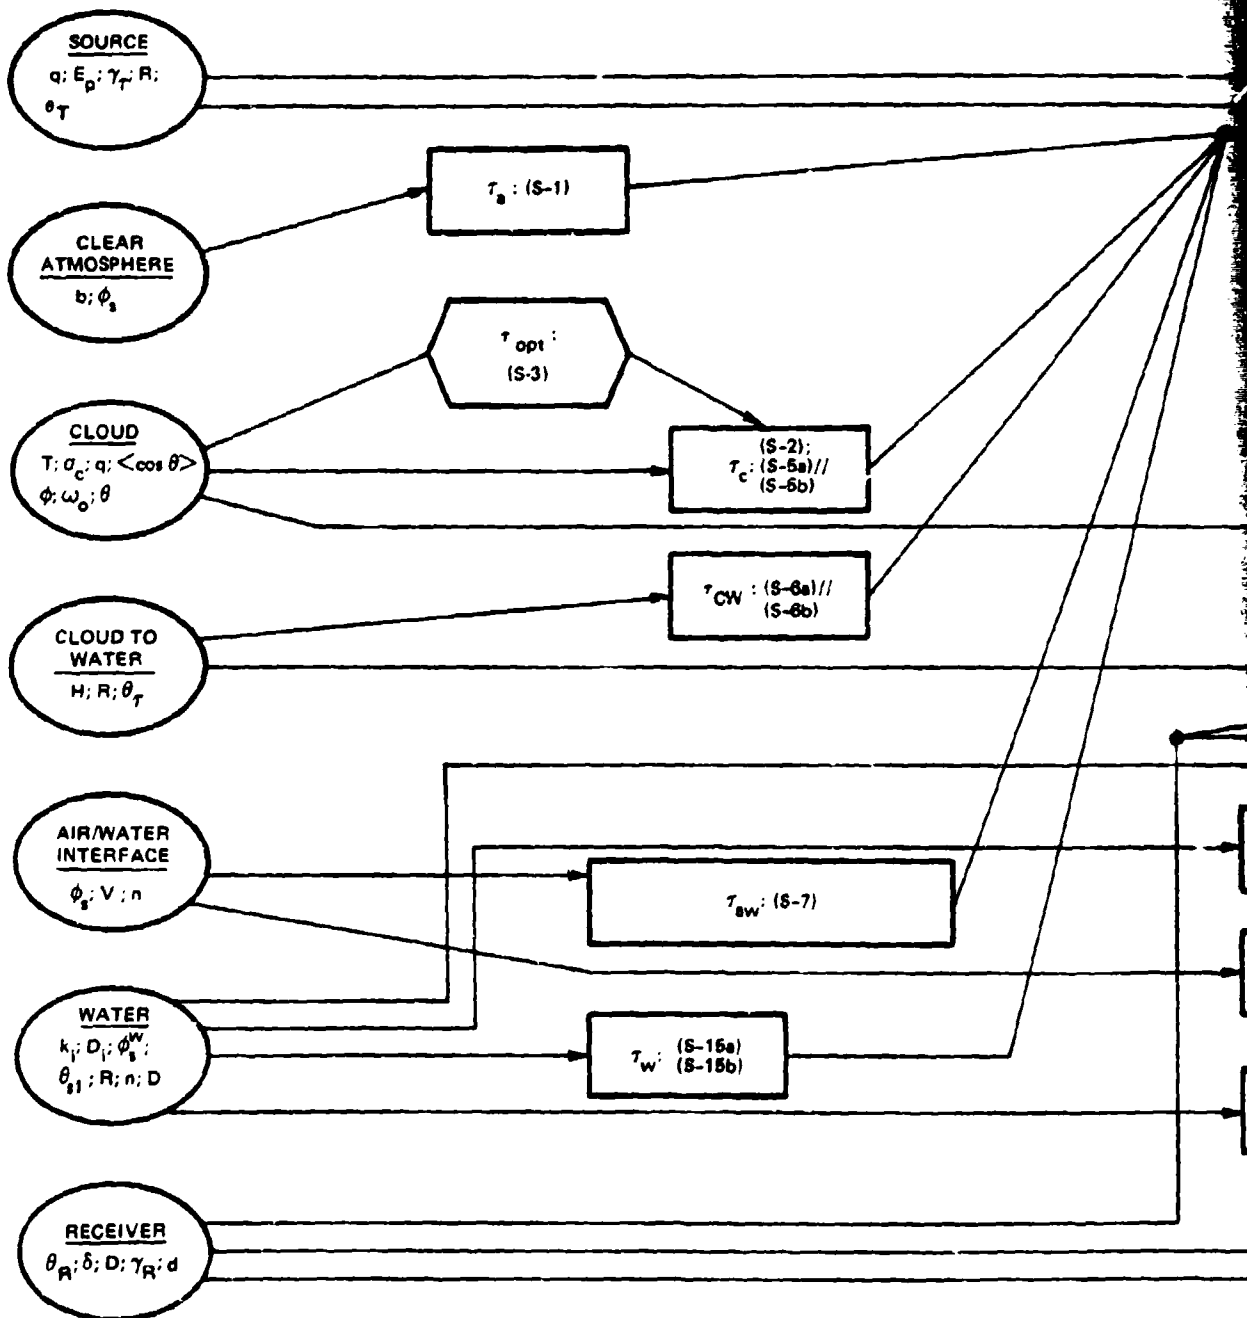 SOURCE
q; E_p; γ_T; R;
θ_T
τ_a : (S-1)
CLEAR
ATMOSPHERE
b; ϕ_s
τ_opt :
(S-3)
CLOUD
T; σ_c; q; <cos θ>
ϕ; ω_o; θ
(S-2);
τ_c: (S-5a)//
(S-5b)
τ_CW : (S-6a)//
(S-6b)
CLOUD TO
WATER
H; R; θ_T
AIR/WATER
INTERFACE
ϕ_s; V ; n
τ_aw: (S-7)
WATER
k_i; D_i; ϕ_s^W;
θ_s1; R; n; D
τ_w: (S-15a)
(S-15b)
RECEIVER
θ_R; δ; D; γ_R; d